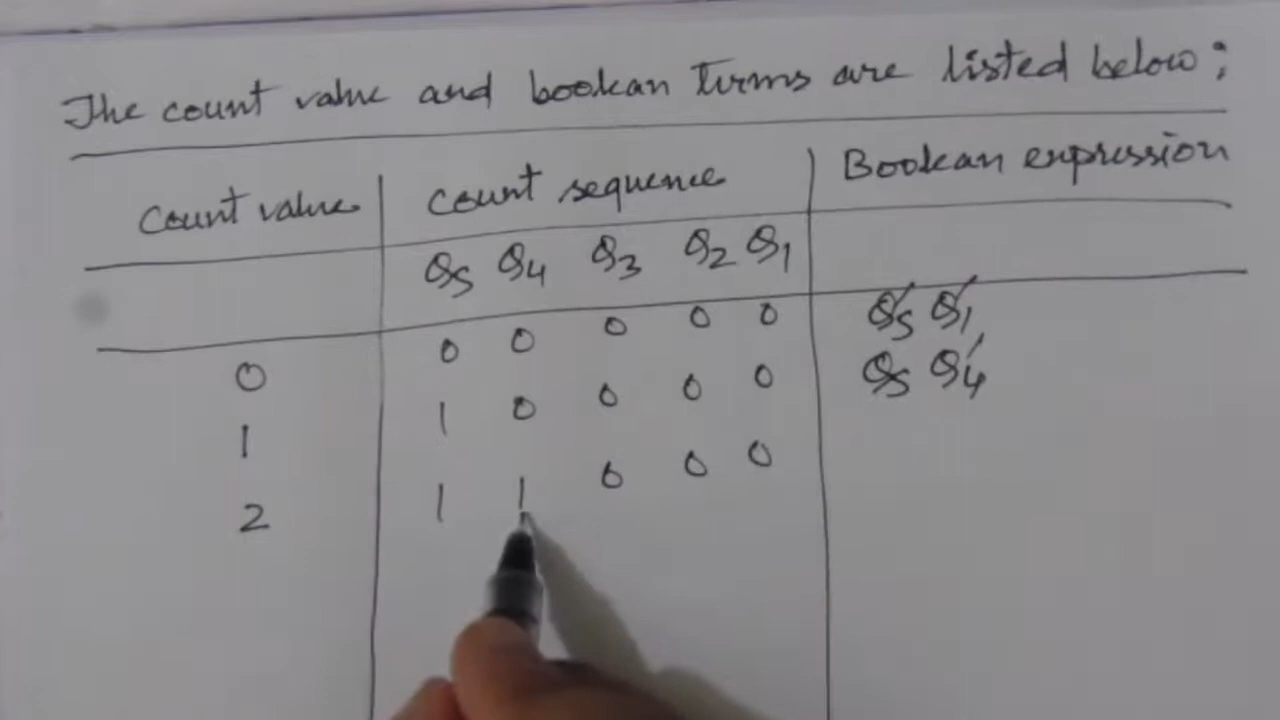 The count value and boolean Terms are listed below:
Count value | Count sequence | Boolean expression
Q5 Q4 Q3 Q2 Q1
0 | 0 0 0 0 0 | Q5' Q1'
1 | 1 0 0 0 0 | Q5 Q4'
2 | 1 1 0 0 0